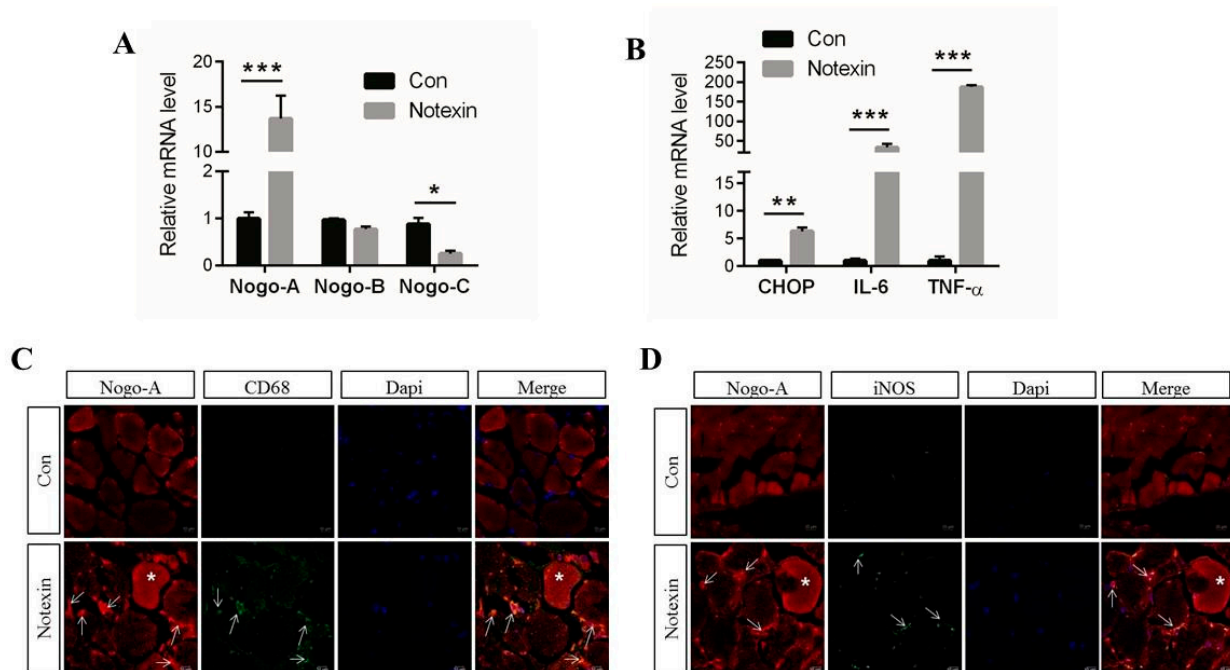 A
Relative mRNA level
20
15
10
2
1
0
***
*
Con
Notexin
Nogo-A Nogo-B Nogo-C
B
Relative mRNA level
250
200
150
100
50
15
10
5
0
**
***
***
Con
Notexin
CHOP IL-6 TNF-α
C
Nogo-A CD68 Dapi Merge
Con
Notexin
*
*
D
Nogo-A iNOS Dapi Merge
Con
Notexin
*
*